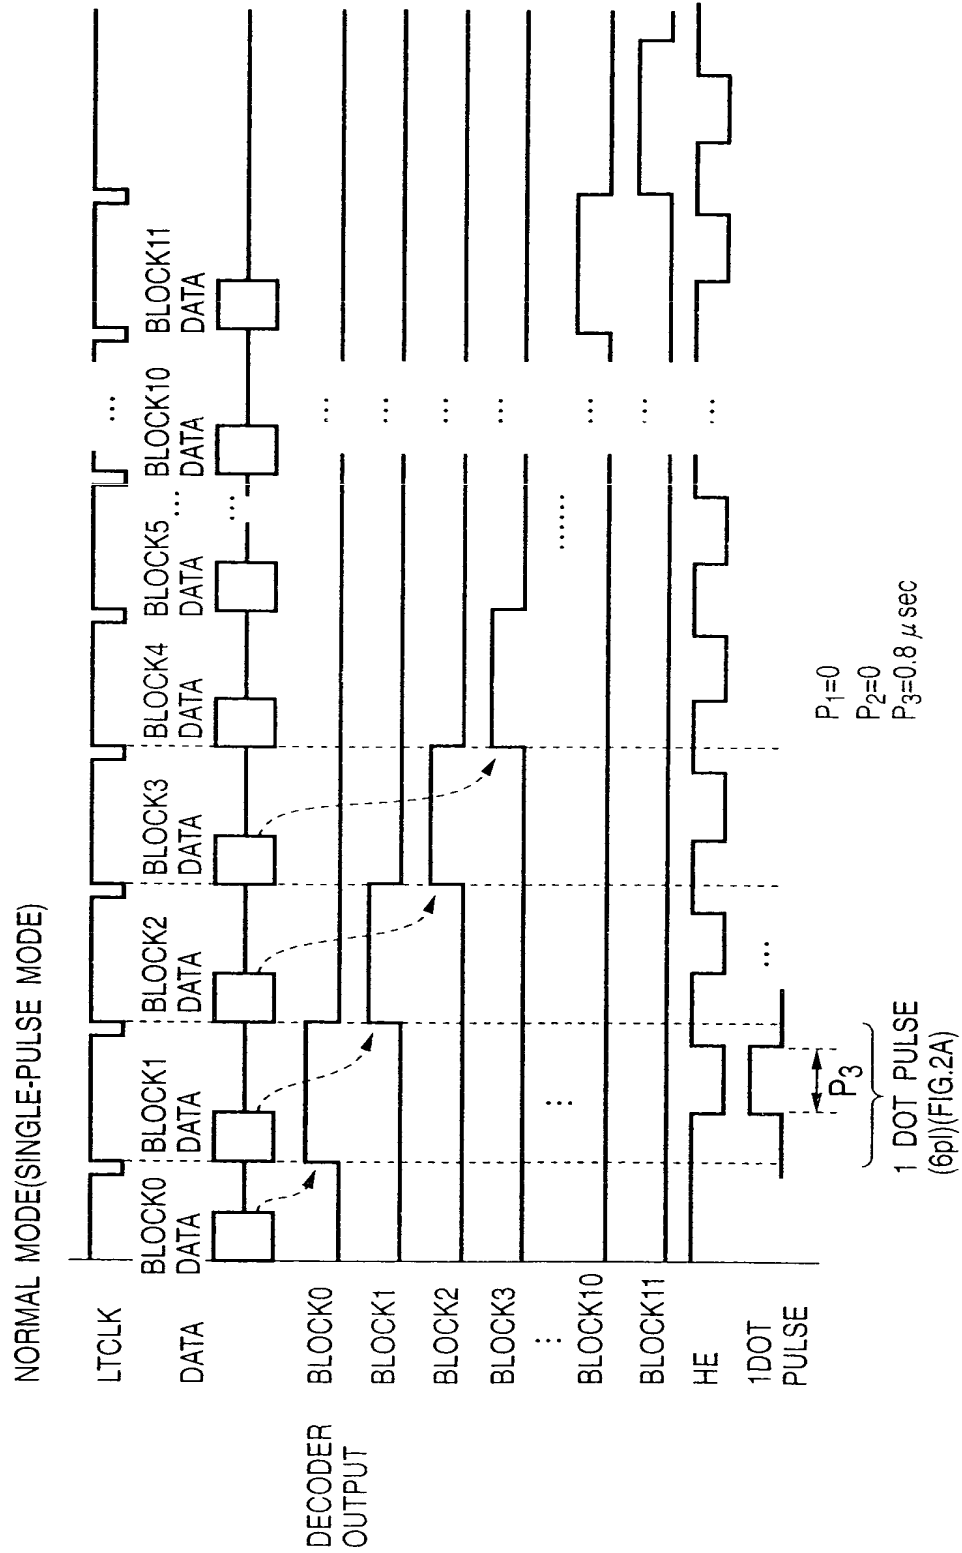 NORMAL MODE(SINGLE-PULSE MODE)
LTCLK
...
DATA
BLOCK0
DATA
BLOCK1
DATA
BLOCK2
DATA
BLOCK3
DATA
BLOCK4
DATA
BLOCK5
DATA
...
...
BLOCK10
DATA
BLOCK11
DATA
DECODER
OUTPUT
BLOCK0
...
BLOCK1
...
BLOCK2
...
BLOCK3
...
...
...
......
BLOCK10
...
BLOCK11
...
HE
...
1DOT
PULSE
...
P3
1 DOT PULSE
(6pl)(FIG.2A)
P1=0
P2=0
P3=0.8 μsec